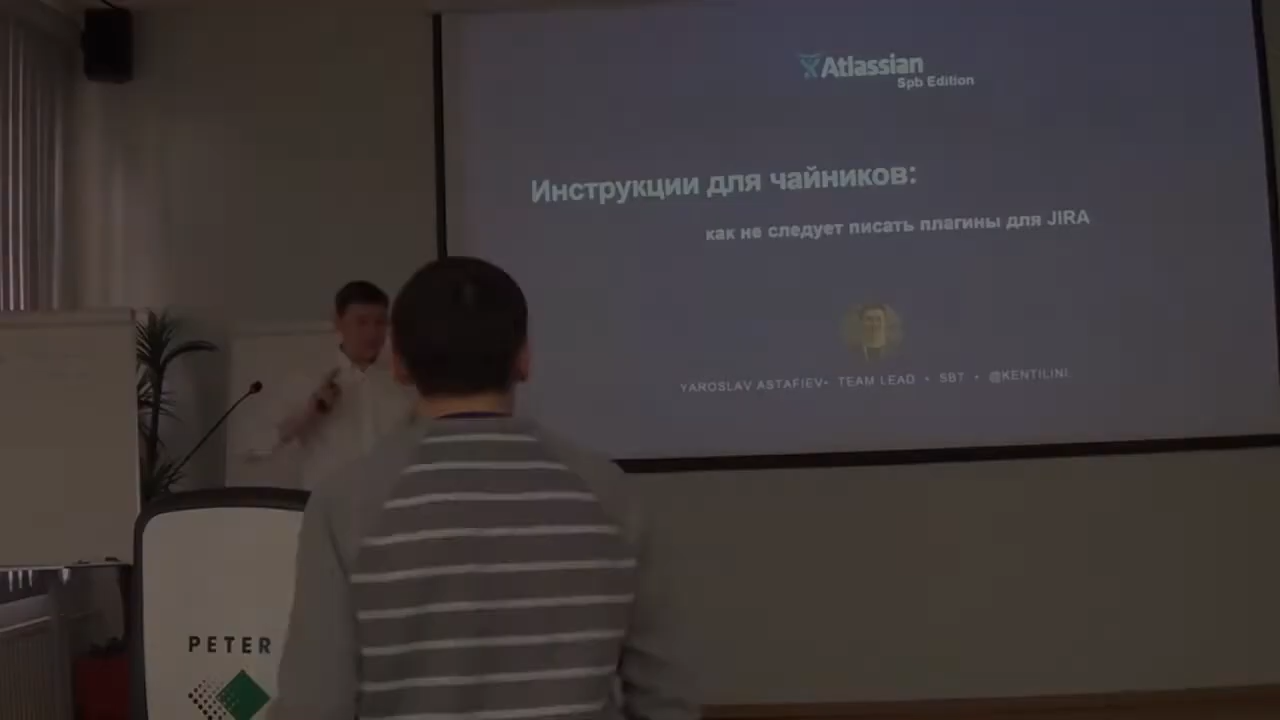 Atlassian
Spb Edition
Инструкции для чайников:
как не следует писать плагины для JIRA
YAROSLAV ASTAFIEV• TEAM LEAD • SBT • @KENTILINI
PETER